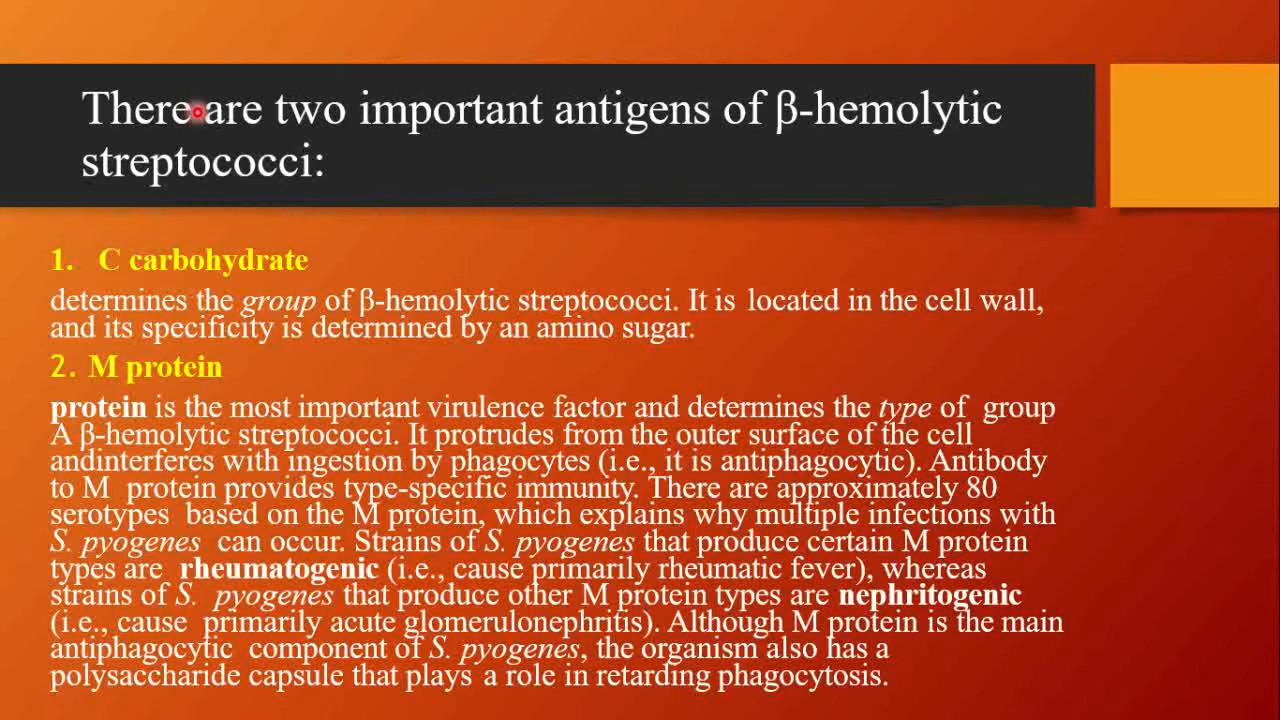 There are two important antigens of β-hemolytic
streptococci:
1. C carbohydrate
determines the group of β-hemolytic streptococci. It is located in the cell wall,
and its specificity is determined by an amino sugar.
2. M protein
protein is the most important virulence factor and determines the type of group
A β-hemolytic streptococci. It protrudes from the outer surface of the cell
andinterferes with ingestion by phagocytes (i.e., it is antiphagocytic). Antibody
to M protein provides type-specific immunity. There are approximately 80
serotypes based on the M protein, which explains why multiple infections with
S. pyogenes can occur. Strains of S. pyogenes that produce certain M protein
types are rheumatogenic (i.e., cause primarily rheumatic fever), whereas
strains of S. pyogenes that produce other M protein types are nephritogenic
(i.e., cause primarily acute glomerulonephritis). Although M protein is the main
antiphagocytic component of S. pyogenes, the organism also has a
polysaccharide capsule that plays a role in retarding phagocytosis.